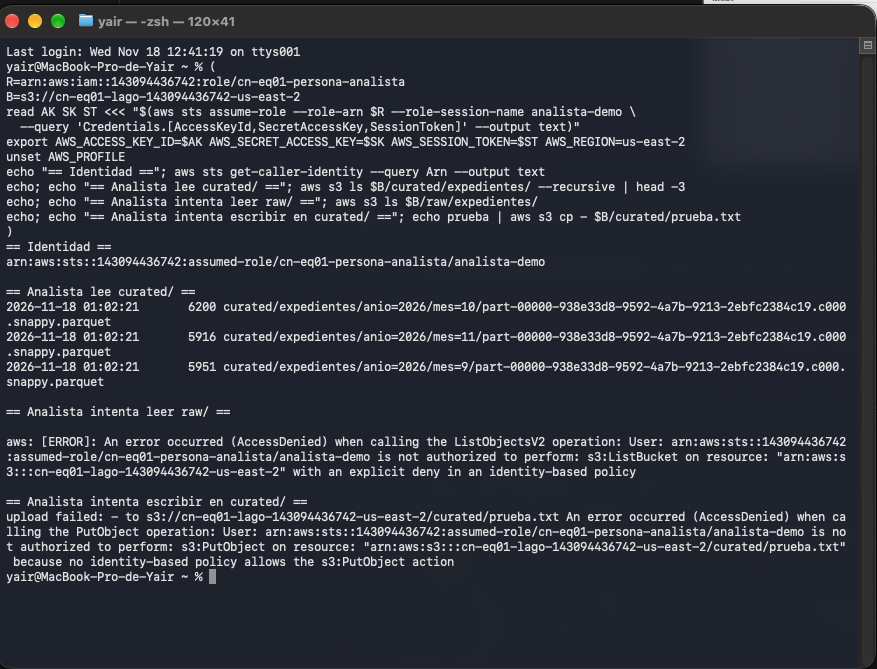 yair — -zsh — 120×41
Last login: Wed Nov 18 12:41:19 on ttys001
yair@MacBook-Pro-de-Yair ~ % (
R=arn:aws:iam::143094436742:role/cn-eq01-persona-analista
B=s3://cn-eq01-lago-143094436742-us-east-2
read AK SK ST <<< "$(aws sts assume-role --role-arn $R --role-session-name analista-demo \
  --query 'Credentials.[AccessKeyId,SecretAccessKey,SessionToken]' --output text)"
export AWS_ACCESS_KEY_ID=$AK AWS_SECRET_ACCESS_KEY=$SK AWS_SESSION_TOKEN=$ST AWS_REGION=us-east-2
unset AWS_PROFILE
echo "== Identidad =="; aws sts get-caller-identity --query Arn --output text
echo; echo "== Analista lee curated/ =="; aws s3 ls $B/curated/expedientes/ --recursive | head -3
echo; echo "== Analista intenta leer raw/ =="; aws s3 ls $B/raw/expedientes/
echo; echo "== Analista intenta escribir en curated/ =="; echo prueba | aws s3 cp - $B/curated/prueba.txt
)
== Identidad ==
arn:aws:sts::143094436742:assumed-role/cn-eq01-persona-analista/analista-demo

== Analista lee curated/ ==
2026-11-18 01:02:21       6200 curated/expedientes/anio=2026/mes=10/part-00000-938e33d8-9592-4a7b-9213-2ebfc2384c19.c000
.snappy.parquet
2026-11-18 01:02:21       5916 curated/expedientes/anio=2026/mes=11/part-00000-938e33d8-9592-4a7b-9213-2ebfc2384c19.c000
.snappy.parquet
2026-11-18 01:02:21       5951 curated/expedientes/anio=2026/mes=9/part-00000-938e33d8-9592-4a7b-9213-2ebfc2384c19.c000.
snappy.parquet

== Analista intenta leer raw/ ==

aws: [ERROR]: An error occurred (AccessDenied) when calling the ListObjectsV2 operation: User: arn:aws:sts::143094436742
:assumed-role/cn-eq01-persona-analista/analista-demo is not authorized to perform: s3:ListBucket on resource: "arn:aws:s
3:::cn-eq01-lago-143094436742-us-east-2" with an explicit deny in an identity-based policy

== Analista intenta escribir en curated/ ==
upload failed: - to s3://cn-eq01-lago-143094436742-us-east-2/curated/prueba.txt An error occurred (AccessDenied) when ca
lling the PutObject operation: User: arn:aws:sts::143094436742:assumed-role/cn-eq01-persona-analista/analista-demo is no
t authorized to perform: s3:PutObject on resource: "arn:aws:s3:::cn-eq01-lago-143094436742-us-east-2/curated/prueba.txt"
 because no identity-based policy allows the s3:PutObject action
yair@MacBook-Pro-de-Yair ~ %